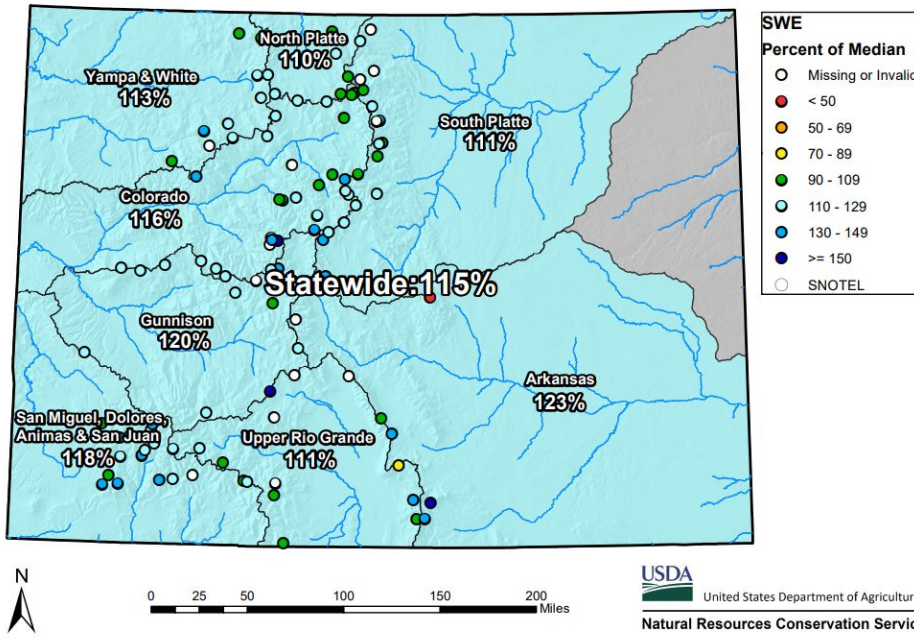 North Platte
110%
Yampa & White
113%
South Platte
111%
Colorado
116%
Statewide:115%
Gunnison
120%
Arkansas
123%
San Miguel, Dolores,
Animas & San Juan
118%
Upper Rio Grande
111%
SWE
Percent of Median
Missing or Invalid
< 50
50 - 69
70 - 89
90 - 109
110 - 129
130 - 149
>= 150
SNOTEL
N
0 25 50 100 150 200
Miles
USDA
United States Department of Agricultur
Natural Resources Conservation Servic